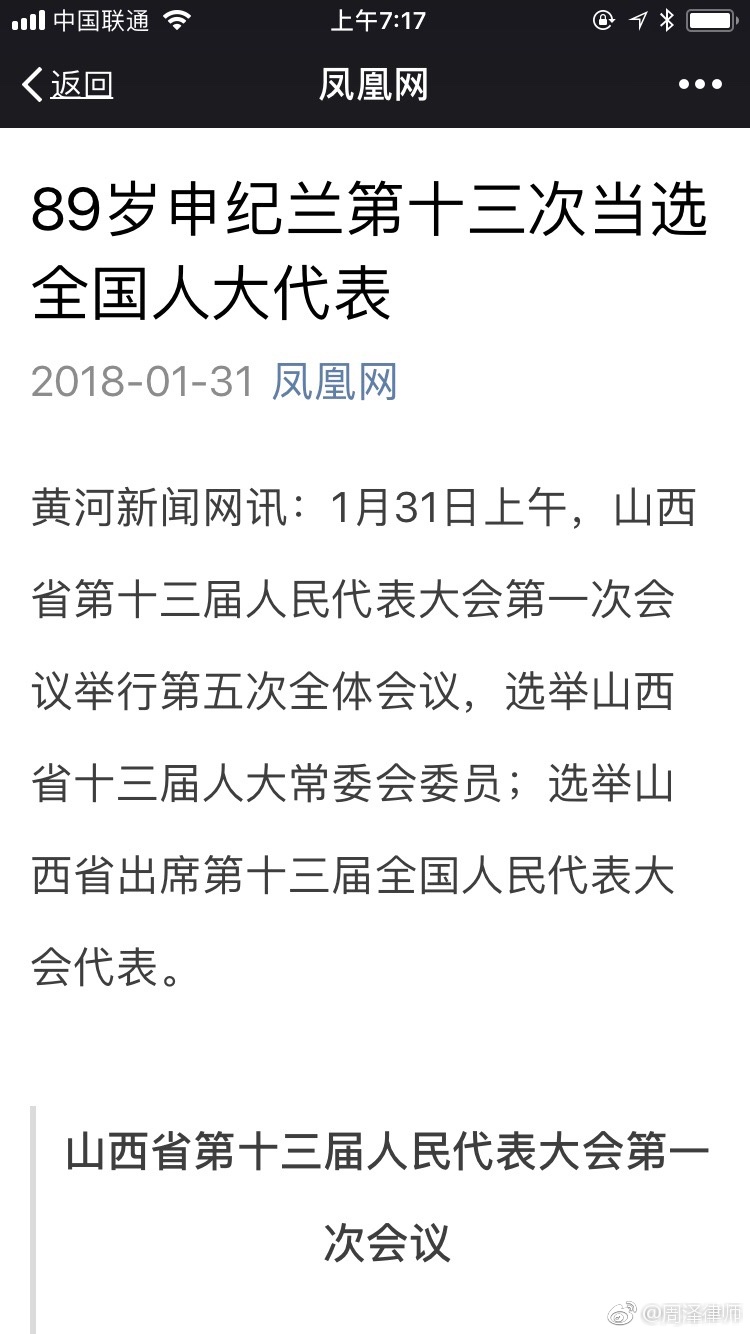 中国联通 上午7:17
返回 凤凰网
89岁申纪兰第十三次当选
全国人大代表
2018-01-31 凤凰网
黄河新闻网讯：1月31日上午，山西
省第十三届人民代表大会第一次会
议举行第五次全体会议，选举山西
省十三届人大常委会委员；选举山
西省出席第十三届全国人民代表大
会代表。
山西省第十三届人民代表大会第一
次会议
@周泽律师